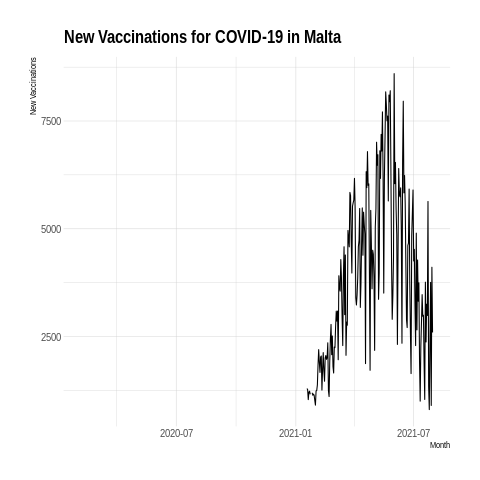 New Vaccinations for COVID-19 in Malta
New Vaccinations
7500
5000
2500
2020-07
2021-01
2021-07
Month